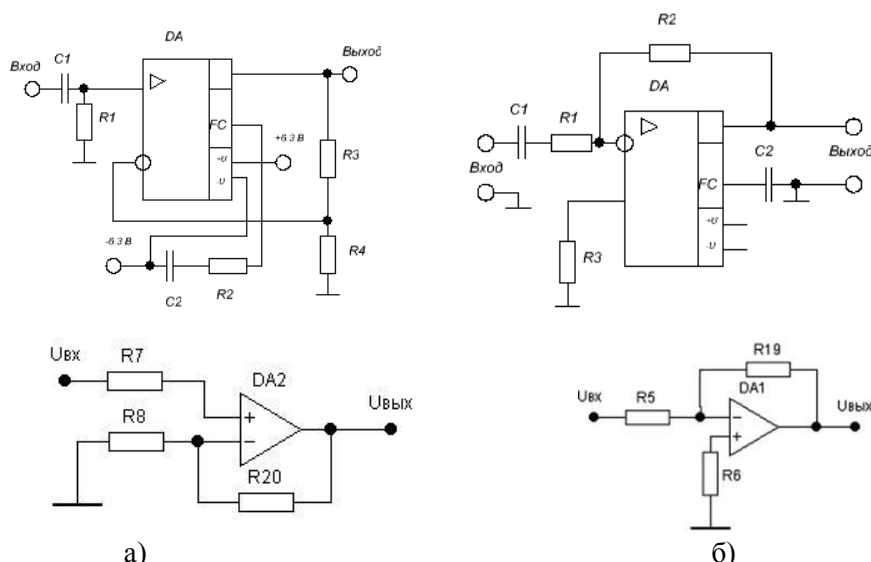 DA
C1
Вход
Выход
R1
FC
+6.3 В
+U
-U
R3
-6.3 В
R4
C2
R2
R2
DA
C1
R1
Вход
C2
Выход
FC
+U
-U
R3
Uвх
R7
DA2
+
−
R8
Uвых
R20
R19
DA1
Uвх
R5
Uвых
−
+
R6
а)
б)